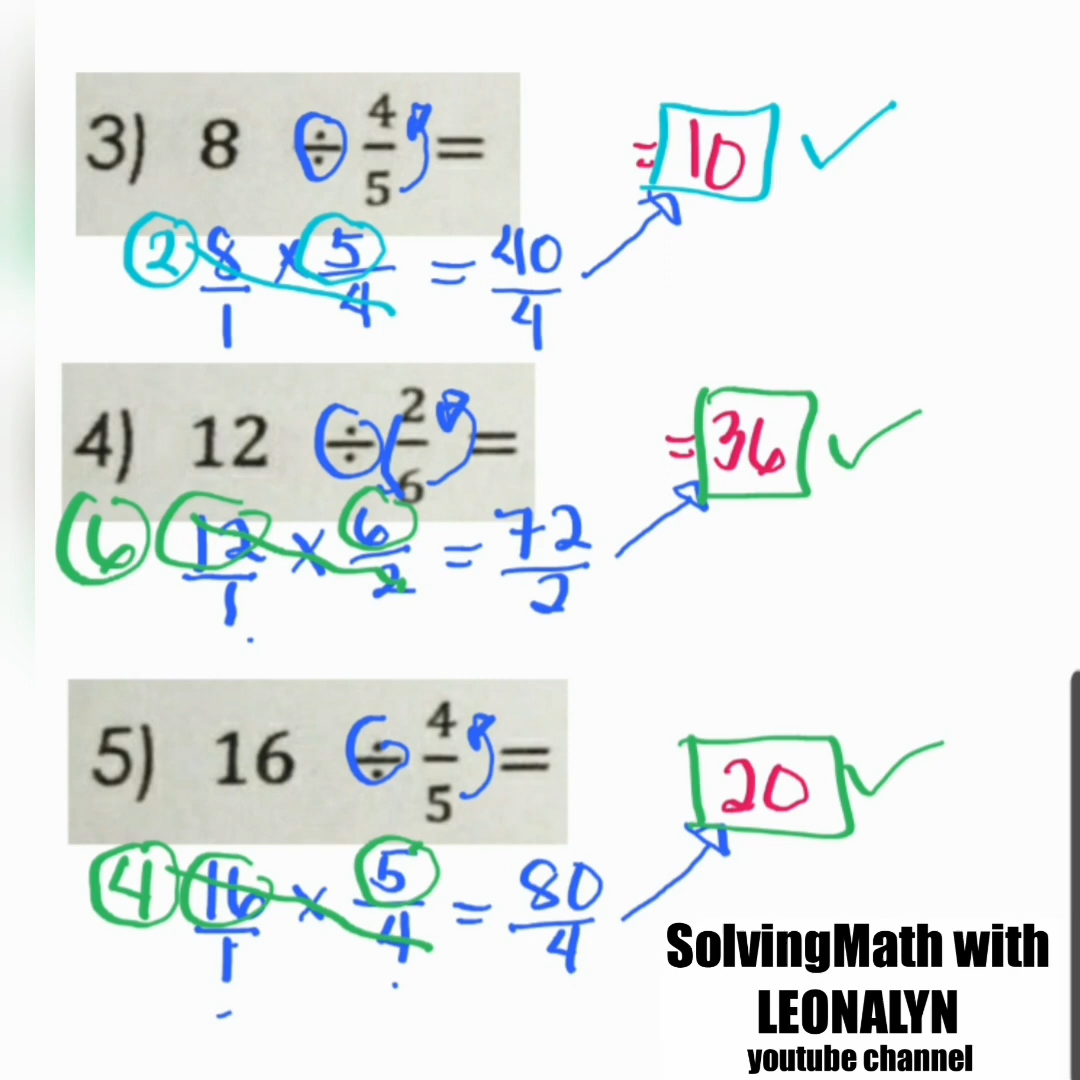 3) 8 ÷ 4/5 =
= 10 ✓
2 8/1 × 5/4 = 40/4
4) 12 ÷ 2/6 =
= 36 ✓
6 12/1 × 6/2 = 72/2
5) 16 ÷ 4/5 =
20 ✓
4 16/1 × 5/4 = 80/4
SolvingMath with
LEONALYN
youtube channel